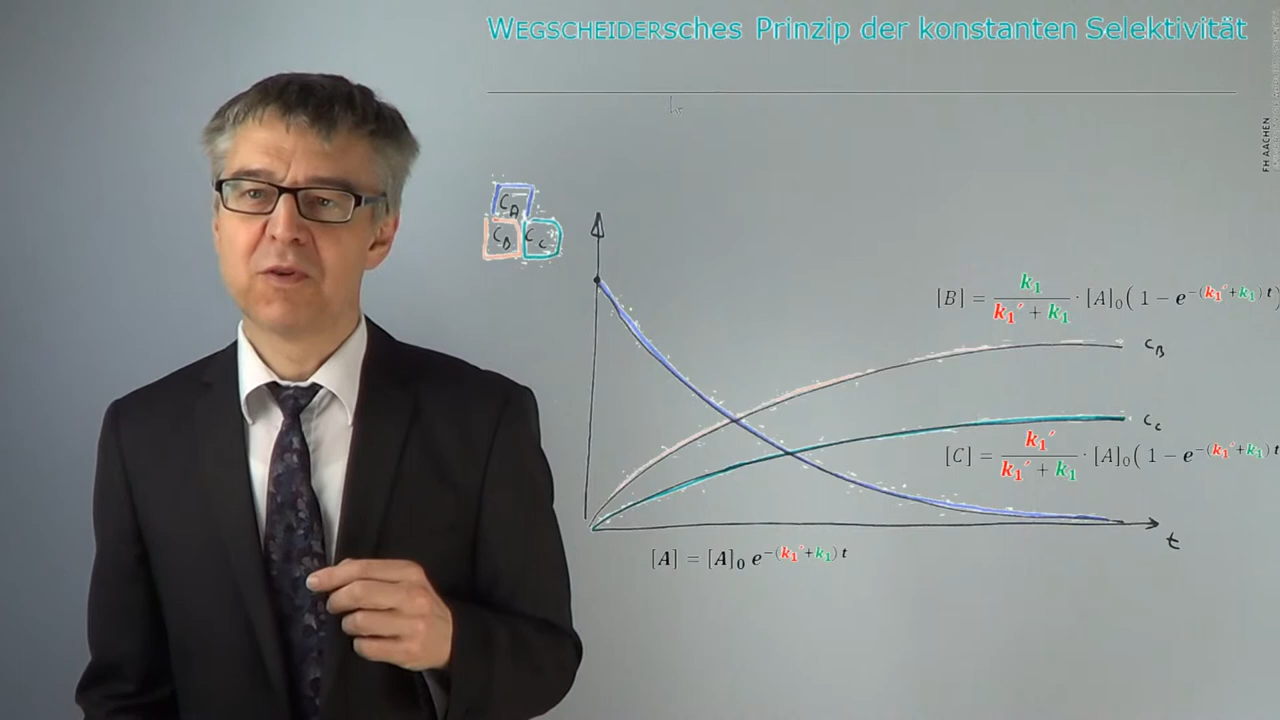 WEGSCHEIDERsches Prinzip der konstanten Selektivität
FH AACHEN
C_A
C_B C_C
[B] = k₁ / (k₁′ + k₁) · [A]₀ ( 1 − e^−(k₁′+k₁) t )
C_B
C_C
[C] = k₁′ / (k₁′ + k₁) · [A]₀ ( 1 − e^−(k₁′+k₁) t
t
[A] = [A]₀ e^−(k₁′+k₁) t